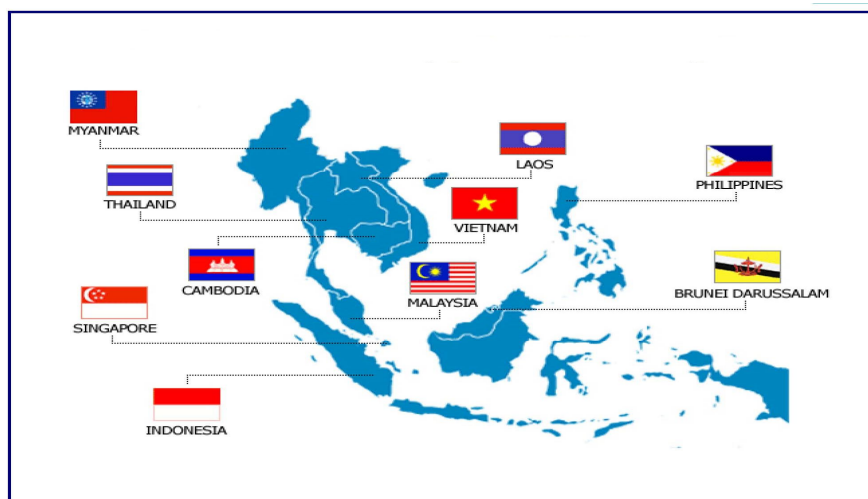 MYANMAR
LAOS
PHILIPPINES
THAILAND
VIETNAM
CAMBODIA
MALAYSIA
BRUNEI DARUSSALAM
SINGAPORE
INDONESIA